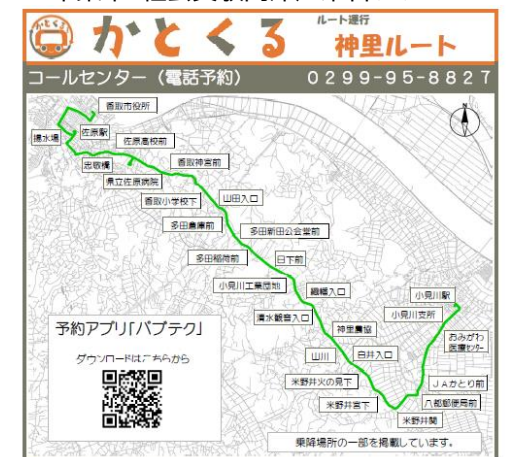 かとくる
ルート運行
神里ルート
コールセンター（電話予約）　0299-95-8827
香取市役所
揚水場
佐原駅
佐原高校前
忠敬橋
香取神宮前
県立佐原病院
香取小学校下
山田入口
多田兵庫前
多田新田公会堂前
多田稲荷前
日下前
小見川工業団地
織幡入口
小見川駅
清水観音入口
小見川支所
神里農協
おみがわ
医療センター
山川
白井入口
米野井火の見下
JAかとり前
米野井宮下
八都郵便局前
米野井関
予約アプリ「パブテク」
ダウンロードはこちらから
乗降場所の一部を掲載しています。